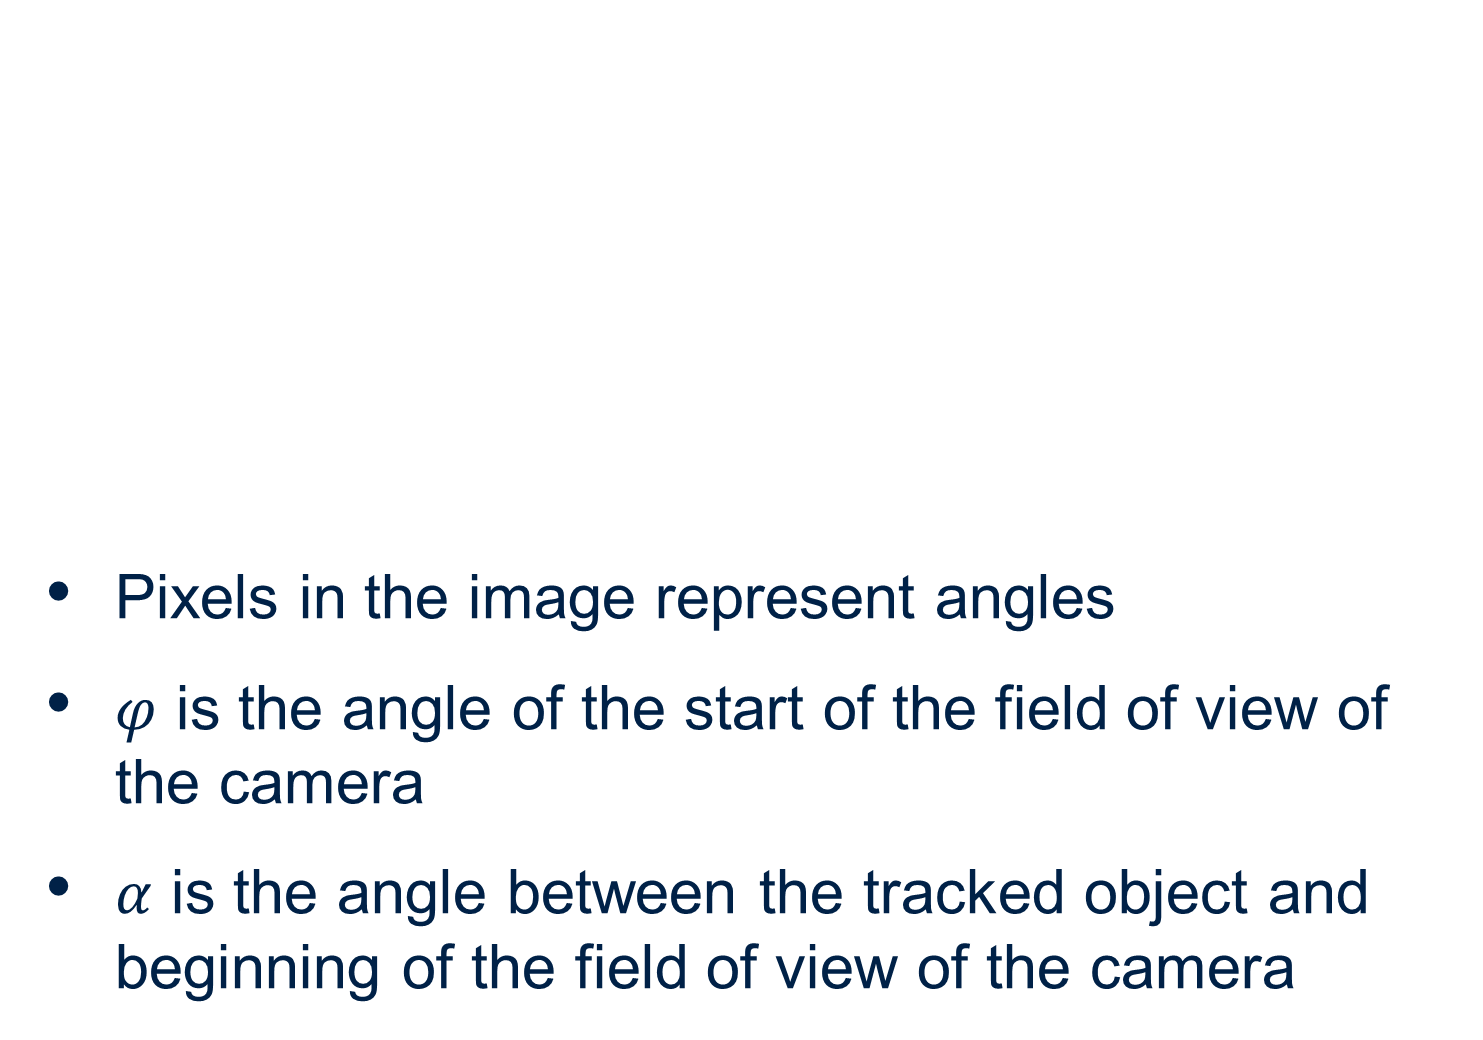 • Pixels in the image represent angles
• φ is the angle of the start of the field of view of
the camera
• α is the angle between the tracked object and
beginning of the field of view of the camera